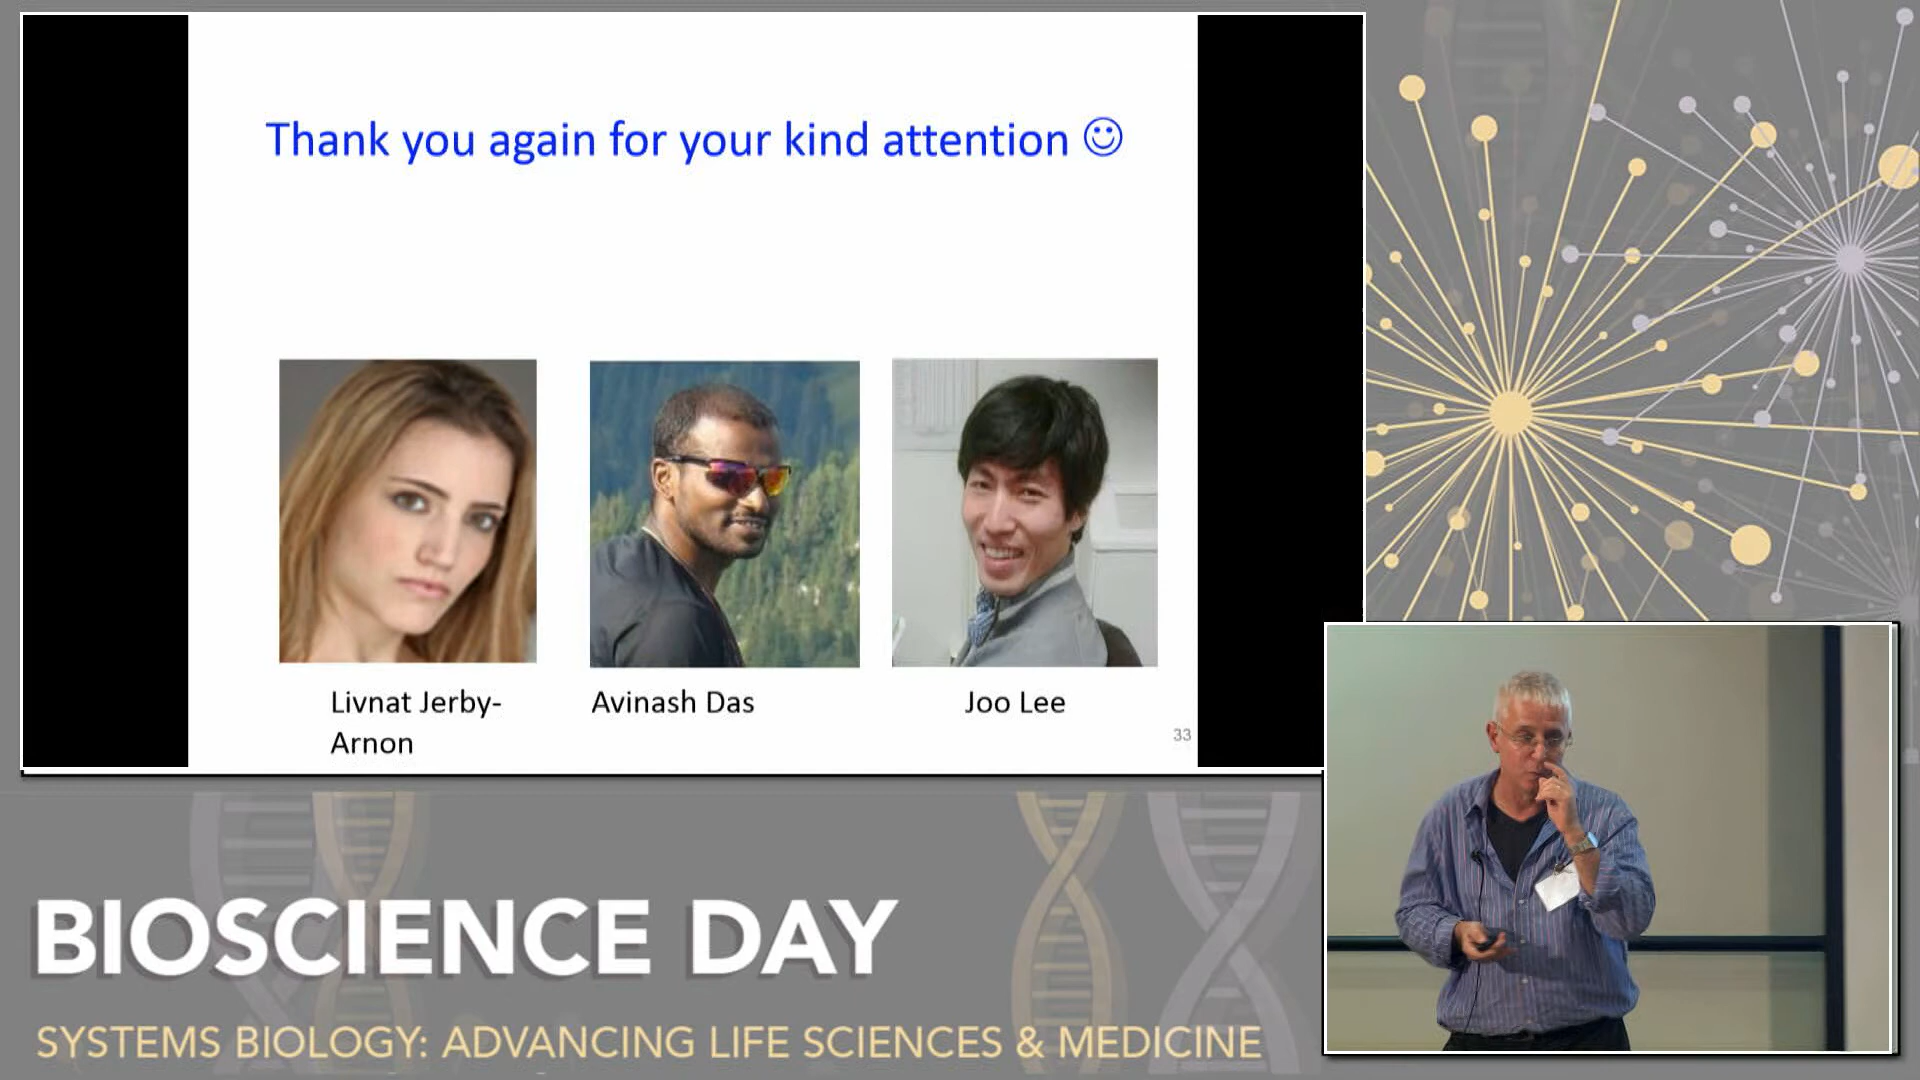 Thank you again for your kind attention ☺
Livnat Jerby-
Arnon
Avinash Das
Joo Lee
33
BIOSCIENCE DAY
SYSTEMS BIOLOGY: ADVANCING LIFE SCIENCES & MEDICINE